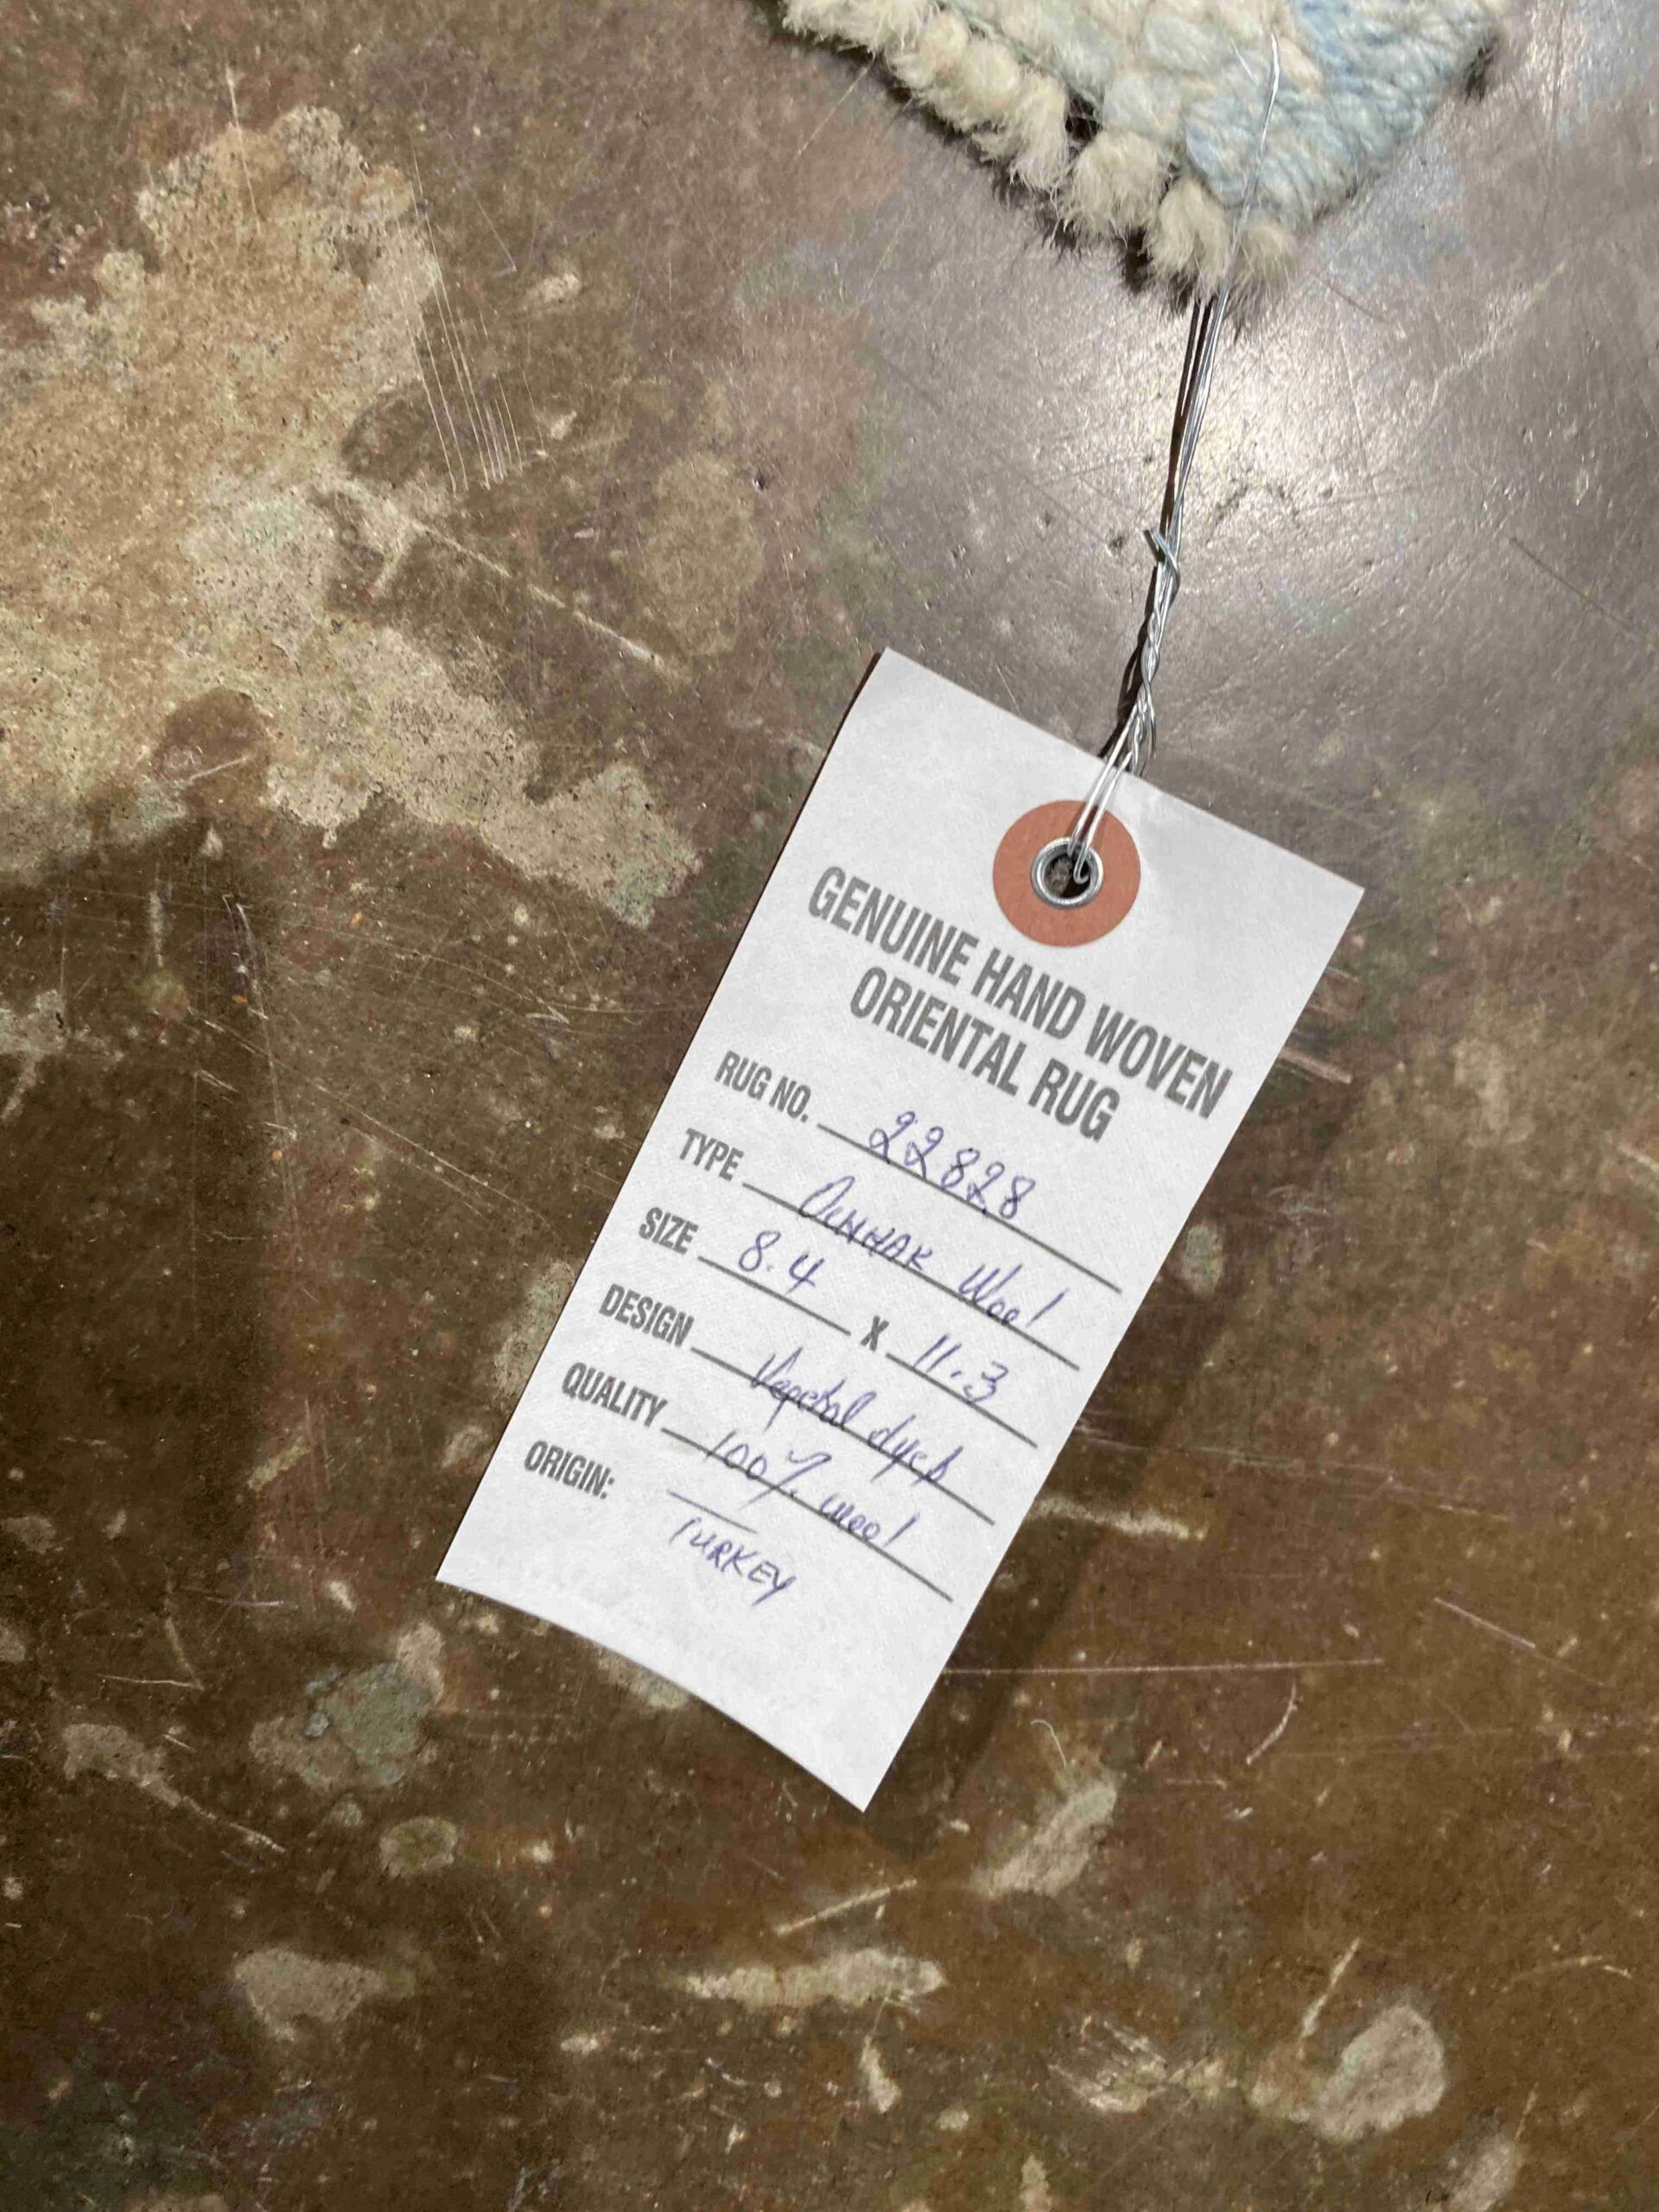 GENUINE HAND WOVEN
ORIENTAL RUG
RUG NO. 22828
TYPE Wool
SIZE 8.4 X 11.3
DESIGN Vegetal dyes
QUALITY 100% wool
ORIGIN: TURKEY